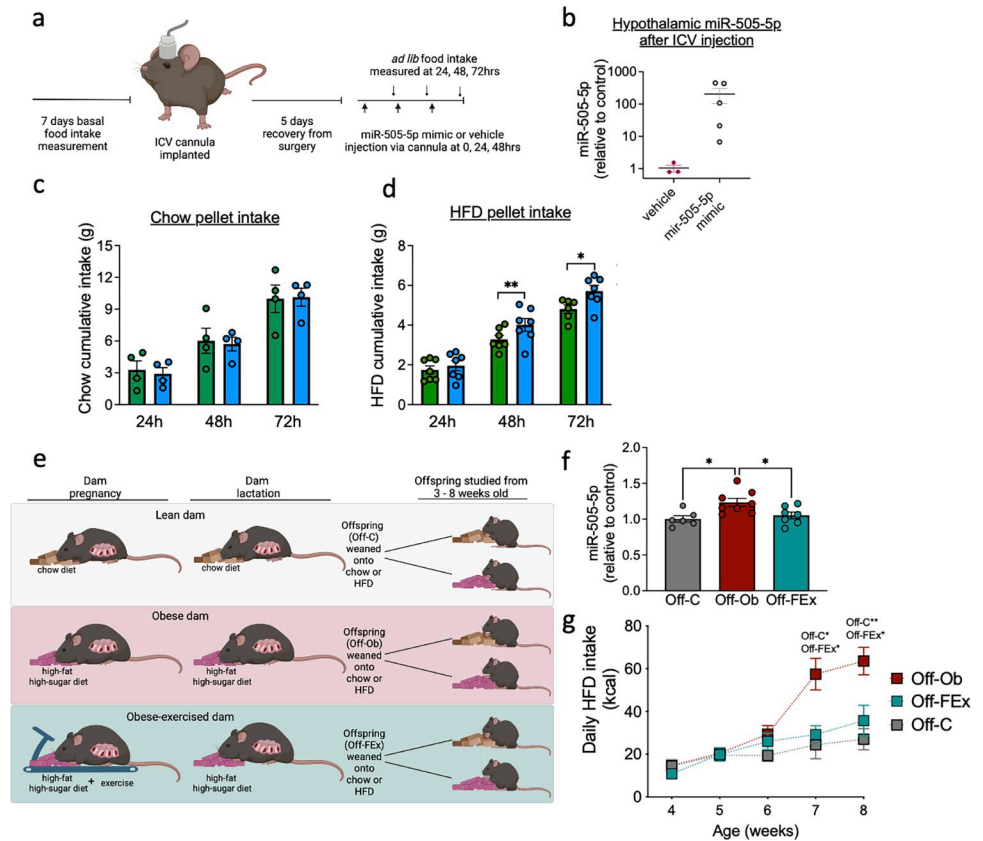 a
7 days basal
food intake
measurement
ICV cannula
implanted
5 days
recovery from
surgery
ad lib food intake
measured at 24, 48, 72hrs
miR-505-5p mimic or vehicle
injection via cannula at 0, 24, 48hrs
b
Hypothalamic miR-505-5p
after ICV injection
miR-505-5p
(relative to control)
1000
100
10
1
vehicle
mir-505-5p
mimic
c
Chow pellet intake
Chow cumulative intake (g)
15
12
9
6
3
0
24h
48h
72h
d
HFD pellet intake
HFD cumulative intake (g)
8
6
4
2
0
**
*
24h
48h
72h
e
Dam
pregnancy
Dam
lactation
Offspring studied from
3 - 8 weeks old
Lean dam
chow diet
chow diet
Offspring
(Off-C)
weaned
onto
chow or
HFD
Obese dam
high-fat
high-sugar diet
high-fat
high-sugar diet
Offspring
(Off-Ob)
weaned
onto
chow or
HFD
Obese-exercised dam
high-fat
high-sugar diet
+
exercise
high-fat
high-sugar diet
Offspring
(Off-FEx)
weaned
onto
chow or
HFD
f
miR-505-5p
(relative to control)
2.0
1.5
1.0
0.5
0.0
*
*
Off-C
Off-Ob
Off-FEx
g
Daily HFD intake
(kcal)
80
60
40
20
0
Off-C*
Off-FEx*
Off-C**
Off-FEx*
4
5
6
7
8
Age (weeks)
Off-Ob
Off-FEx
Off-C